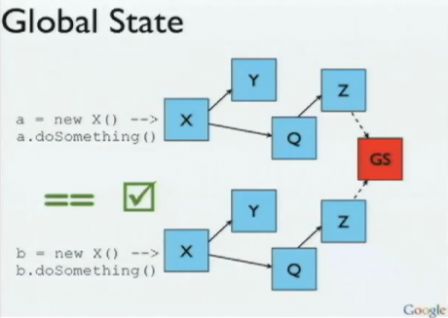 Global State
Y
Z
a = new X() -->
a.doSomething()
X
Q
GS
==
Y
Z
b = new X() -->
b.doSomething()
X
Q
Google